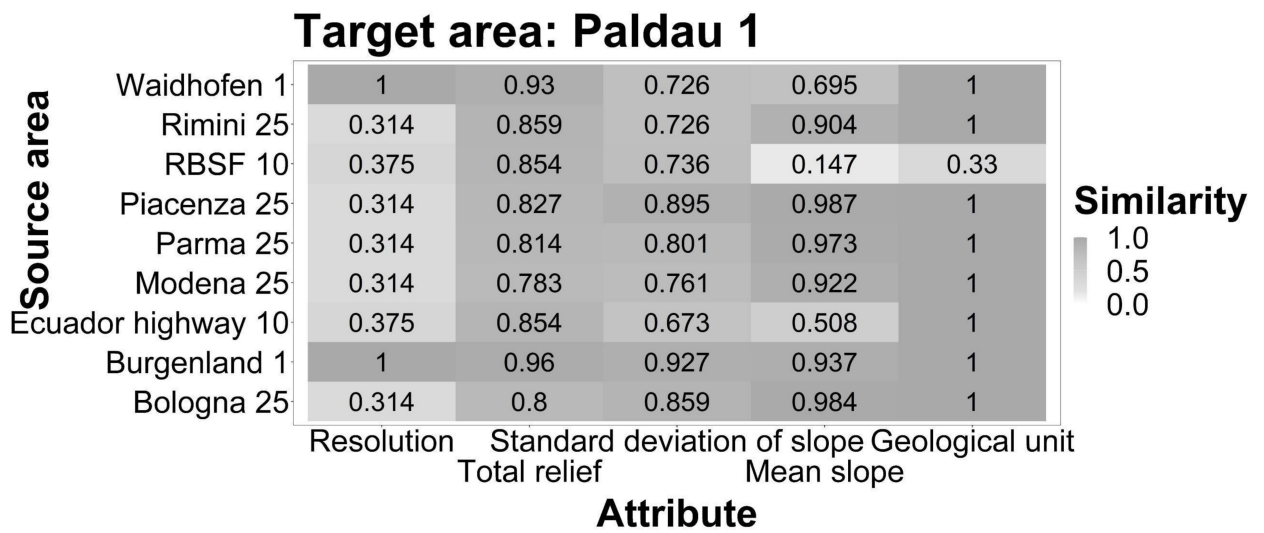 Target area: Paldau 1
Source area
Waidhofen 1 1 0.93 0.726 0.695 1
Rimini 25 0.314 0.859 0.726 0.904 1
RBSF 10 0.375 0.854 0.736 0.147 0.33
Piacenza 25 0.314 0.827 0.895 0.987 1
Parma 25 0.314 0.814 0.801 0.973 1
Modena 25 0.314 0.783 0.761 0.922 1
Ecuador highway 10 0.375 0.854 0.673 0.508 1
Burgenland 1 1 0.96 0.927 0.937 1
Bologna 25 0.314 0.8 0.859 0.984 1
Resolution Standard deviation of slope Geological unit
Total relief Mean slope
Attribute
Similarity
1.0
0.5
0.0